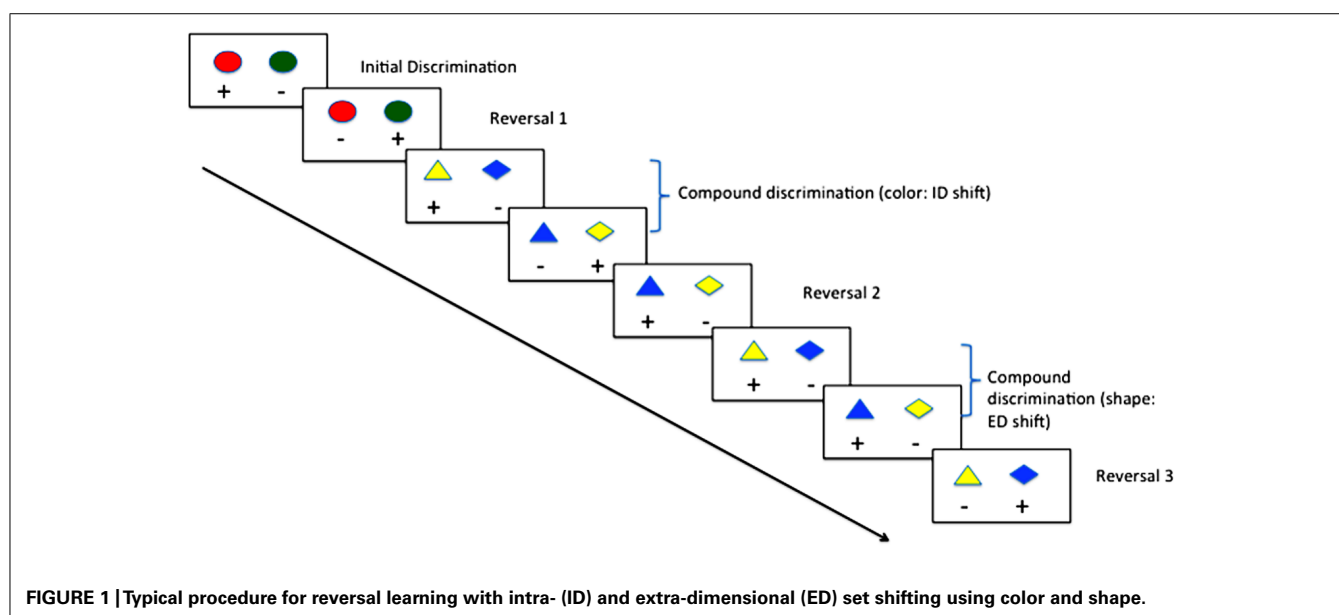 Initial Discrimination
+ -
Reversal 1
- +
Compound discrimination (color: ID shift)
+ -
- +
Reversal 2
+ -
+ -
Compound
discrimination (shape:
ED shift)
+ -
Reversal 3
- +
FIGURE 1 | Typical procedure for reversal learning with intra- (ID) and extra-dimensional (ED) set shifting using color and shape.